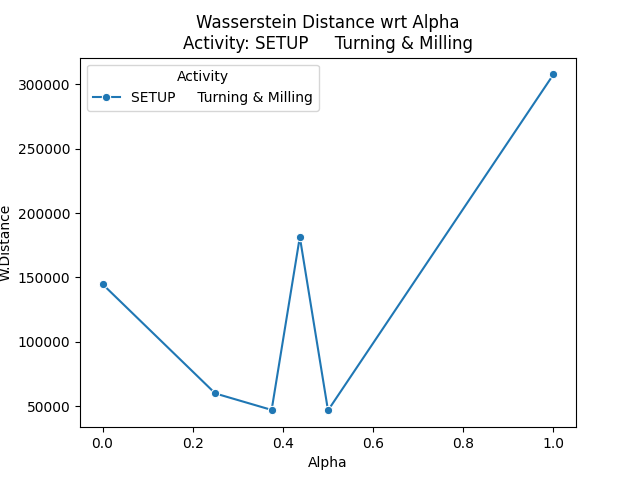 Wasserstein Distance wrt Alpha
Activity: SETUP     Turning & Milling
Activity
SETUP     Turning & Milling
W.Distance
300000
250000
200000
150000
100000
50000
0.0 0.2 0.4 0.6 0.8 1.0
Alpha